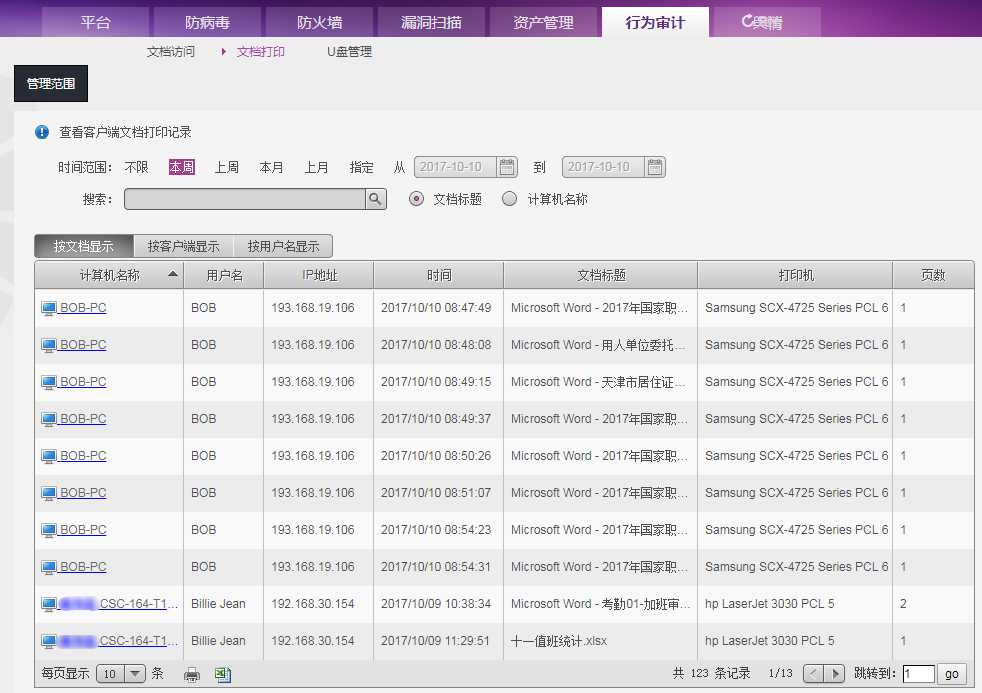 平台 防病毒 防火墙 漏洞扫描 资产管理 行为审计
文档访问 文档打印 U盘管理
管理范围
查看客户端文档打印记录
时间范围： 不限 本周 上周 本月 上月 指定 从 2017-10-10 到 2017-10-10
搜索： 文档标题 计算机名称
按文档显示 按客户端显示 按用户名显示
计算机名称 用户名 IP地址 时间 文档标题 打印机 页数
BOB-PC BOB 193.168.19.106 2017/10/10 08:47:49 Microsoft Word - 2017年国家职... Samsung SCX-4725 Series PCL 6 1
BOB-PC BOB 193.168.19.106 2017/10/10 08:48:08 Microsoft Word - 用人单位委托... Samsung SCX-4725 Series PCL 6 1
BOB-PC BOB 193.168.19.106 2017/10/10 08:49:15 Microsoft Word - 天津市居住证... Samsung SCX-4725 Series PCL 6 1
BOB-PC BOB 193.168.19.106 2017/10/10 08:49:37 Microsoft Word - 2017年国家职... Samsung SCX-4725 Series PCL 6 1
BOB-PC BOB 193.168.19.106 2017/10/10 08:50:26 Microsoft Word - 2017年国家职... Samsung SCX-4725 Series PCL 6 1
BOB-PC BOB 193.168.19.106 2017/10/10 08:51:07 Microsoft Word - 2017年国家职... Samsung SCX-4725 Series PCL 6 1
BOB-PC BOB 193.168.19.106 2017/10/10 08:54:23 Microsoft Word - 2017年国家职... Samsung SCX-4725 Series PCL 6 1
BOB-PC BOB 193.168.19.106 2017/10/10 08:54:31 Microsoft Word - 2017年国家职... Samsung SCX-4725 Series PCL 6 1
CSC-164-T1... Billie Jean 192.168.30.154 2017/10/09 10:38:34 Microsoft Word - 考勤01-加班审... hp LaserJet 3030 PCL 5 2
CSC-164-T1... Billie Jean 192.168.30.154 2017/10/09 11:29:51 十一值班统计.xlsx hp LaserJet 3030 PCL 5 1
每页显示 10 条 共 123 条记录 1/13 跳转到： 1 go